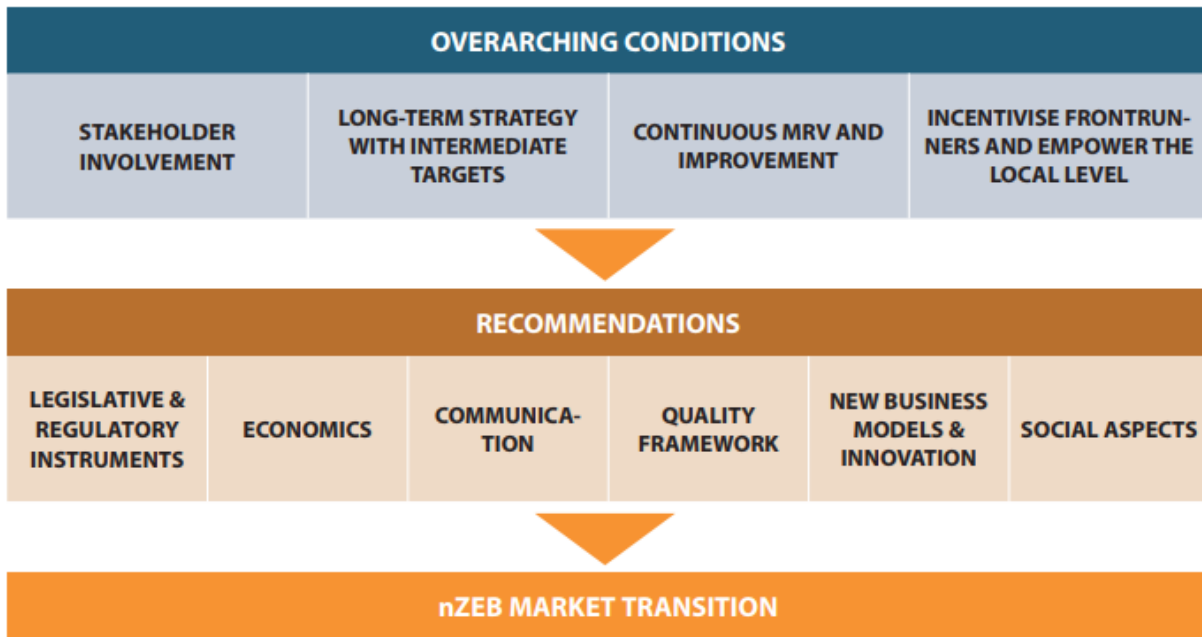 OVERARCHING CONDITIONS
STAKEHOLDER
INVOLVEMENT
LONG-TERM STRATEGY
WITH INTERMEDIATE
TARGETS
CONTINUOUS MRV AND
IMPROVEMENT
INCENTIVISE FRONTRUN-
NERS AND EMPOWER THE
LOCAL LEVEL
RECOMMENDATIONS
LEGISLATIVE &
REGULATORY
INSTRUMENTS
ECONOMICS
COMMUNICA-
TION
QUALITY
FRAMEWORK
NEW BUSINESS
MODELS &
INNOVATION
SOCIAL ASPECTS
nZEB MARKET TRANSITION